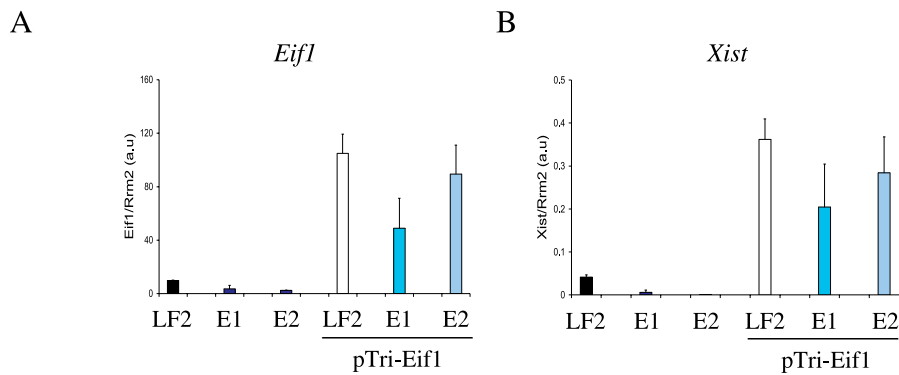 A
Eif1
Eif1/Rrm2 (a.u)
160
120
80
40
0
LF2 E1 E2 LF2 E1 E2
pTri-Eif1
B
Xist
Xist/Rrm2 (a.u)
0,5
0,4
0,3
0,2
0,1
0
LF2 E1 E2 LF2 E1 E2
pTri-Eif1